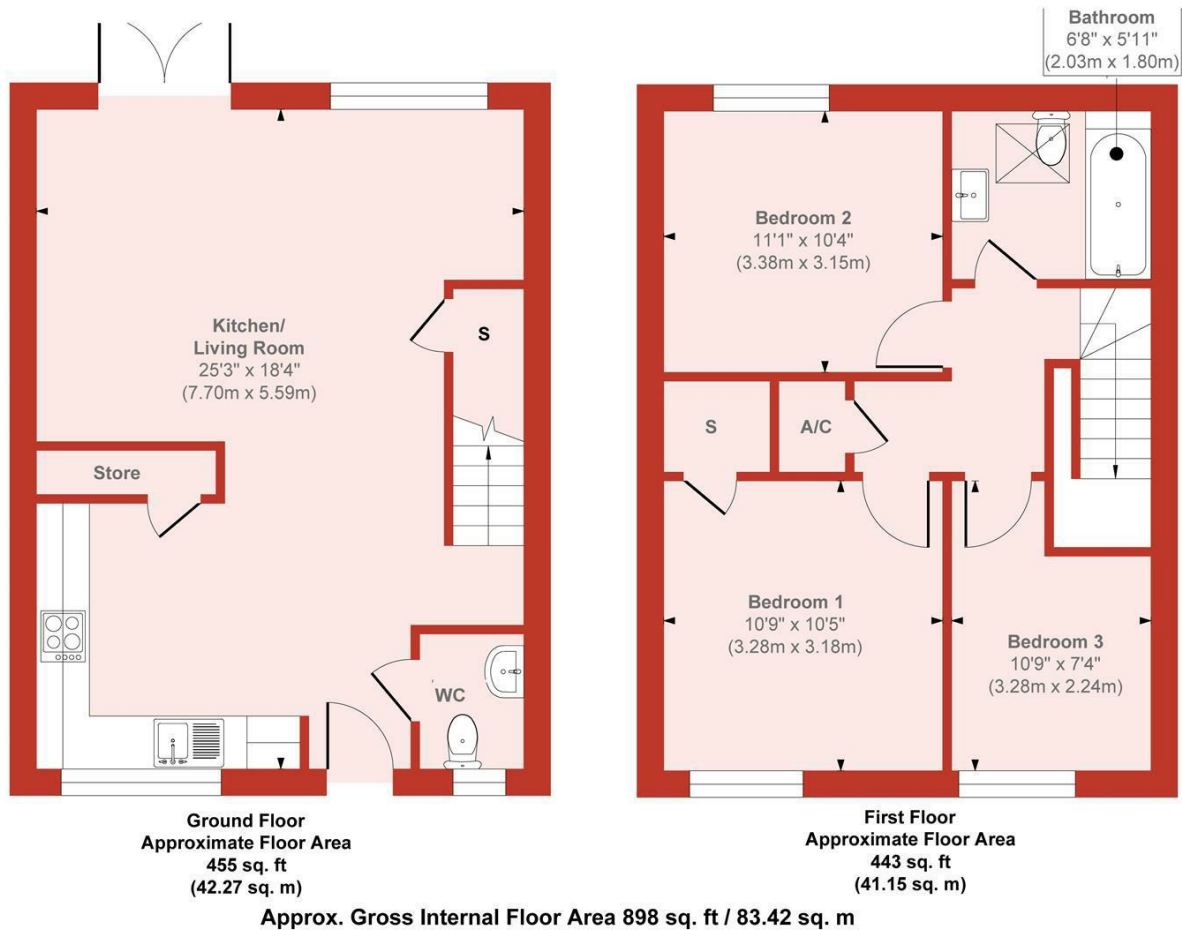 Kitchen/
Living Room
25'3" x 18'4"
(7.70m x 5.59m)
S
Store
WC
Ground Floor
Approximate Floor Area
455 sq. ft
(42.27 sq. m)
Bathroom
6'8" x 5'11"
(2.03m x 1.80m)
Bedroom 2
11'1" x 10'4"
(3.38m x 3.15m)
S
A/C
Bedroom 1
10'9" x 10'5"
(3.28m x 3.18m)
Bedroom 3
10'9" x 7'4"
(3.28m x 2.24m)
First Floor
Approximate Floor Area
443 sq. ft
(41.15 sq. m)
Approx. Gross Internal Floor Area 898 sq. ft / 83.42 sq. m